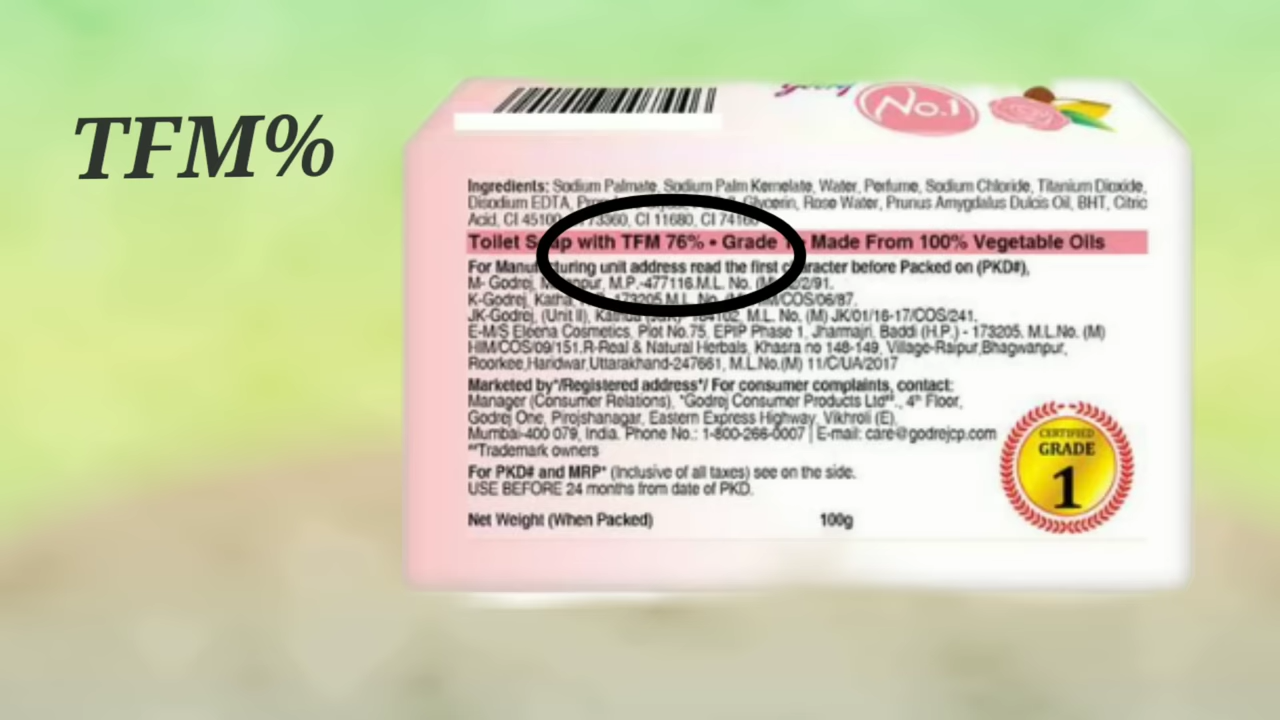 TFM%
No.1
Ingredients: Sodium Palmate, Sodium Palm Kernelate, Water, Perfume, Sodium Chloride, Titanium Dioxide,
Disodium EDTA, Glycerin, Rose Water, Prunus Amygdalus Dulcis Oil, BHT, Citric
Acid, CI 45100, CI 11680, CI
Toilet Soap with TFM 76% • Grade Made From 100% Vegetable Oils
For Manufacturing unit address read the first character before Packed on (PKD#),
M- Godrej, M.P.-477116.M.L. No.
K-Godrej, Katha, 173205.M.L. No.
JK-Godrej, (Unit II), M.L. No. (M) JK/01/16-17/COS/241.
E-M/S Eleena Cosmetics, Plot No.75, EPIP Phase 1, Jharmajri, Baddi (H.P.) - 173205. M.L.No. (M)
HIM/COS/09/151,R-Real & Natural Herbals, Khasra no 148-149, Village-Raipur,Bhagwanpur,
Roorkee,Haridwar,Uttarakhand-247661, M.L.No.(M) 11/C/UA/2017
Marketed by*/Registered address*/ For consumer complaints, contact:
Manager (Consumer Relations), "Godrej Consumer Products Ltd, 4th Floor,
Godrej One, Pirojshanagar, Eastern Express Highway, Vikhroli (E),
Mumbai-400 079, India. Phone No.: 1-800-266-0007 | E-mail: care@godrejcp.com
**Trademark owners
For PKD# and MRP* (Inclusive of all taxes) see on the side.
USE BEFORE 24 months from date of PKD.
Net Weight (When Packed) 100g
CERTIFIED
GRADE
1